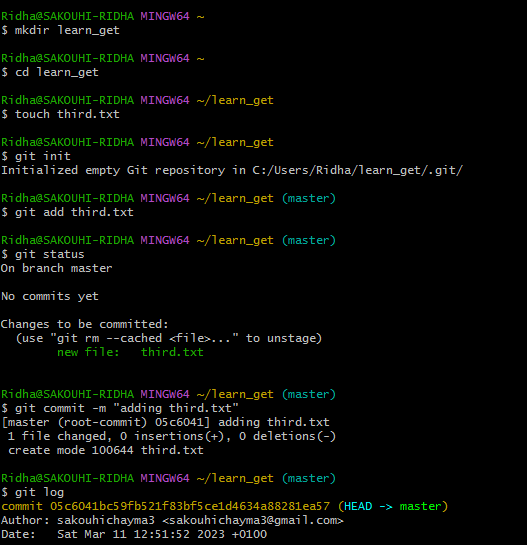 Ridha@SAKOUHI-RIDHA MINGW64 ~
$ mkdir learn_get
Ridha@SAKOUHI-RIDHA MINGW64 ~
$ cd learn_get
Ridha@SAKOUHI-RIDHA MINGW64 ~/learn_get
$ touch third.txt
Ridha@SAKOUHI-RIDHA MINGW64 ~/learn_get
$ git init
Initialized empty Git repository in C:/Users/Ridha/learn_get/.git/
Ridha@SAKOUHI-RIDHA MINGW64 ~/learn_get (master)
$ git add third.txt
Ridha@SAKOUHI-RIDHA MINGW64 ~/learn_get (master)
$ git status
On branch master
No commits yet
Changes to be committed:
  (use "git rm --cached <file>..." to unstage)
        new file:   third.txt
Ridha@SAKOUHI-RIDHA MINGW64 ~/learn_get (master)
$ git commit -m "adding third.txt"
[master (root-commit) 05c6041] adding third.txt
 1 file changed, 0 insertions(+), 0 deletions(-)
 create mode 100644 third.txt
Ridha@SAKOUHI-RIDHA MINGW64 ~/learn_get (master)
$ git log
commit 05c6041bc59fb521f83bf5ce1d4634a88281ea57 (HEAD -> master)
Author: sakouhichayma3 <sakouhichayma3@gmail.com>
Date:   Sat Mar 11 12:51:52 2023 +0100